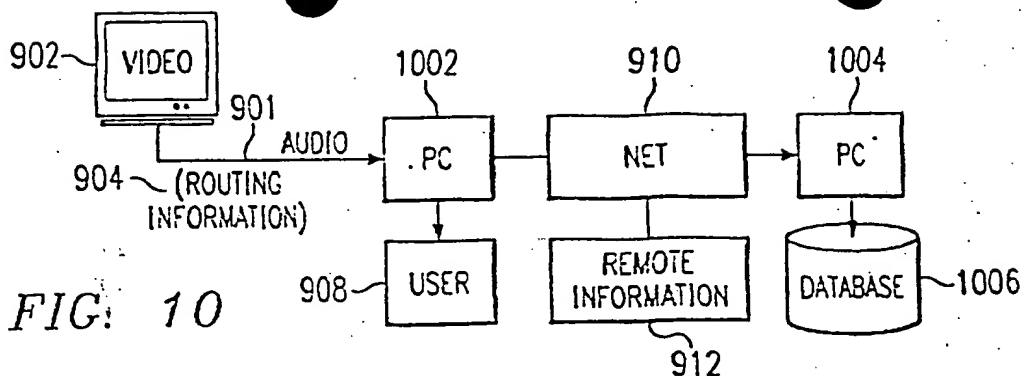 902
VIDEO
901
AUDIO
904
(ROUTING
INFORMATION)
1002
PC
910
NET
1004
PC
908
USER
REMOTE
INFORMATION
912
DATABASE
1006
FIG. 10